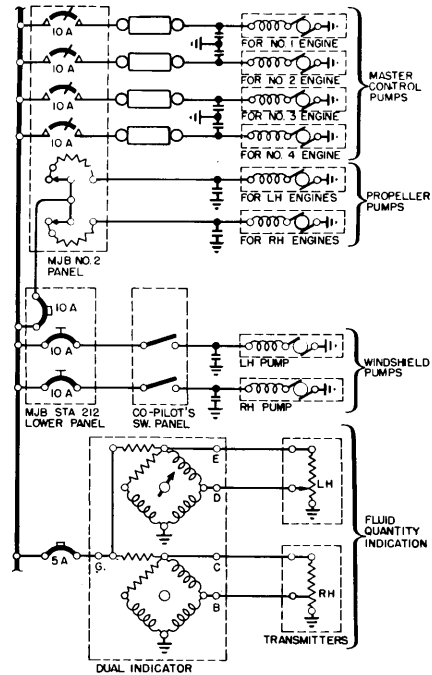 10 A
FOR NO. 1 ENGINE
10 A
FOR NO. 2 ENGINE
MASTER
CONTROL
PUMPS
10 A
FOR NO. 3 ENGINE
10 A
FOR NO. 4 ENGINE
FOR LH ENGINES
PROPELLER
PUMPS
FOR RH ENGINES
MJB NO. 2
PANEL
10 A
10 A
LH PUMP
WINDSHIELD
PUMPS
10 A
RH PUMP
MJB STA 212
LOWER PANEL
CO-PILOT'S
SW. PANEL
E
D
LH
FLUID
QUANTITY
INDICATION
5 A
G.
C
B
RH
TRANSMITTERS
DUAL INDICATOR